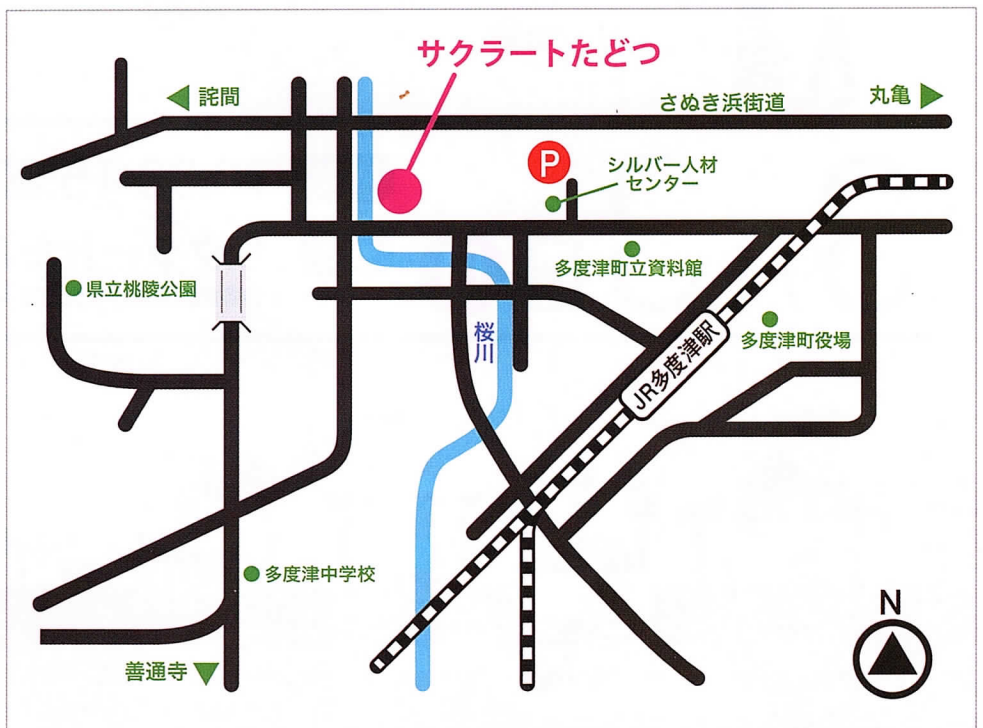 サクラートたどつ
詫間
さぬき浜街道
丸亀
P
シルバー人材
センター
多度津町立資料館
県立桃陵公園
桜川
多度津町役場
JR多度津駅
多度津中学校
N
善通寺